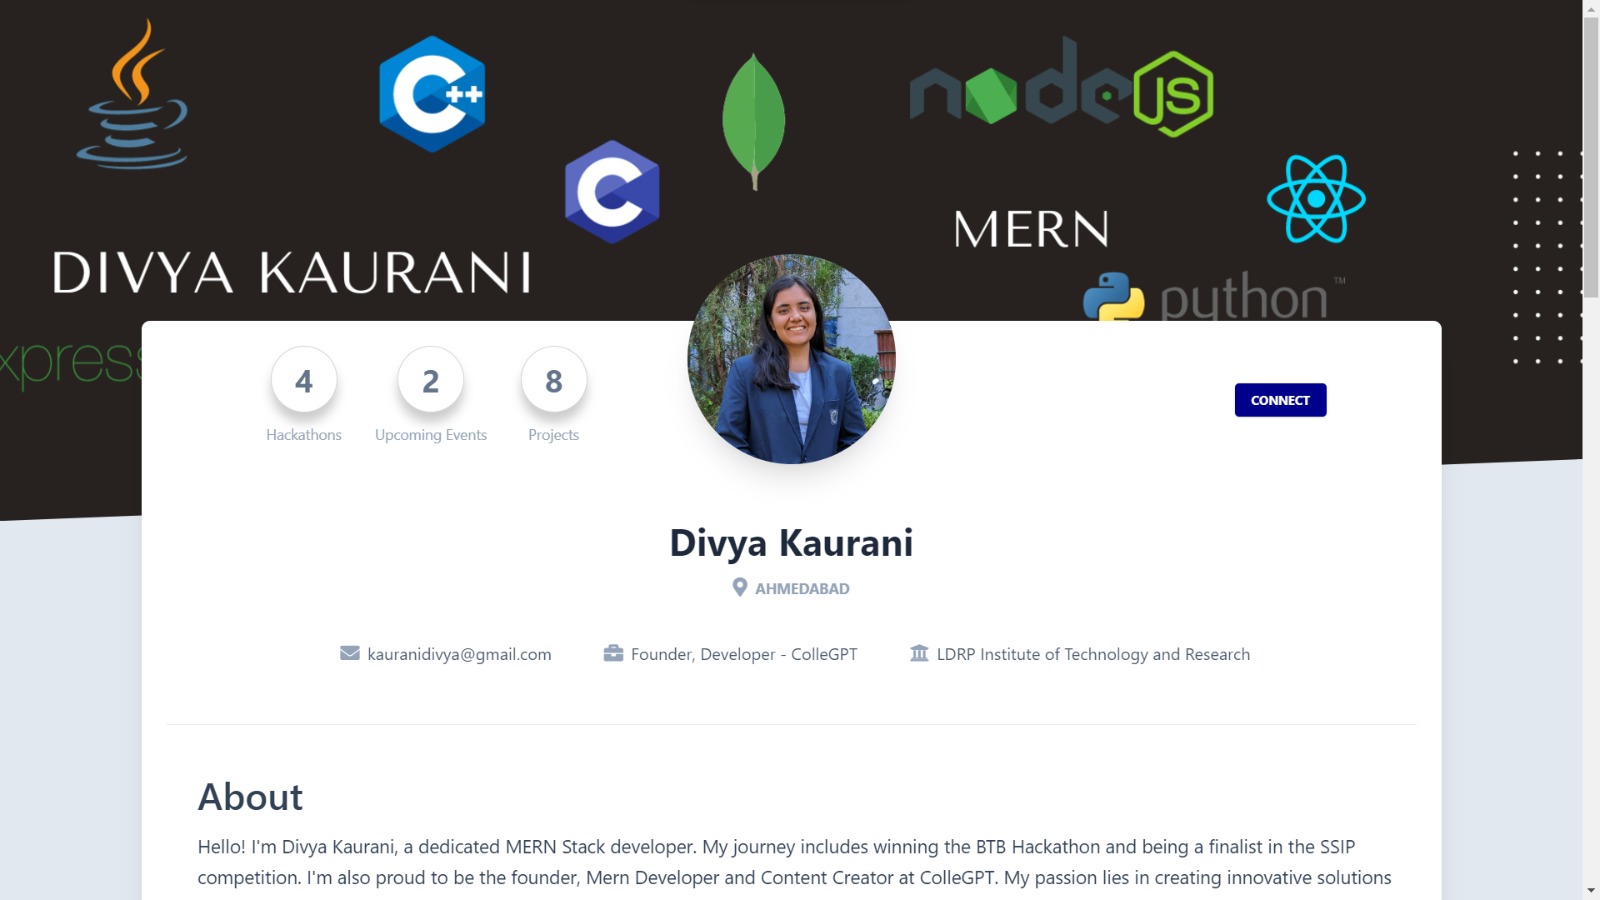 C++
C
node
JS
MERN
DIVYA KAURANI
python™
xpress
4
Hackathons
2
Upcoming Events
8
Projects
CONNECT
Divya Kaurani
AHMEDABAD
kauranidivya@gmail.com
Founder, Developer - ColleGPT
LDRP Institute of Technology and Research
About
Hello! I'm Divya Kaurani, a dedicated MERN Stack developer. My journey includes winning the BTB Hackathon and being a finalist in the SSIP
competition. I'm also proud to be the founder, Mern Developer and Content Creator at ColleGPT. My passion lies in creating innovative solutions